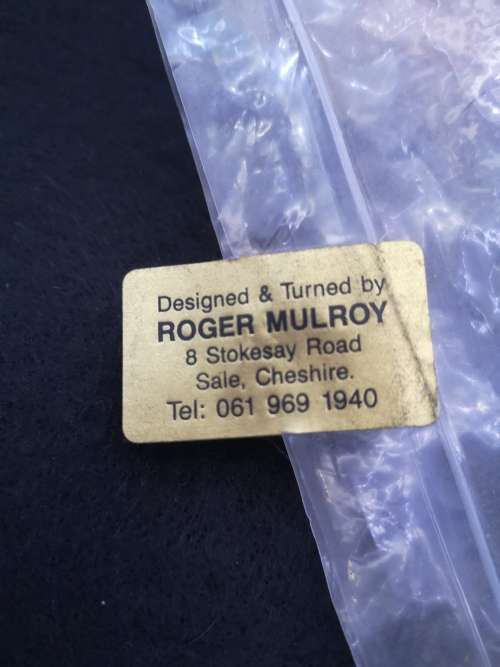 Designed & Turned by
ROGER MULROY
8 Stokesay Road
Sale, Cheshire.
Tel: 061 969 1940